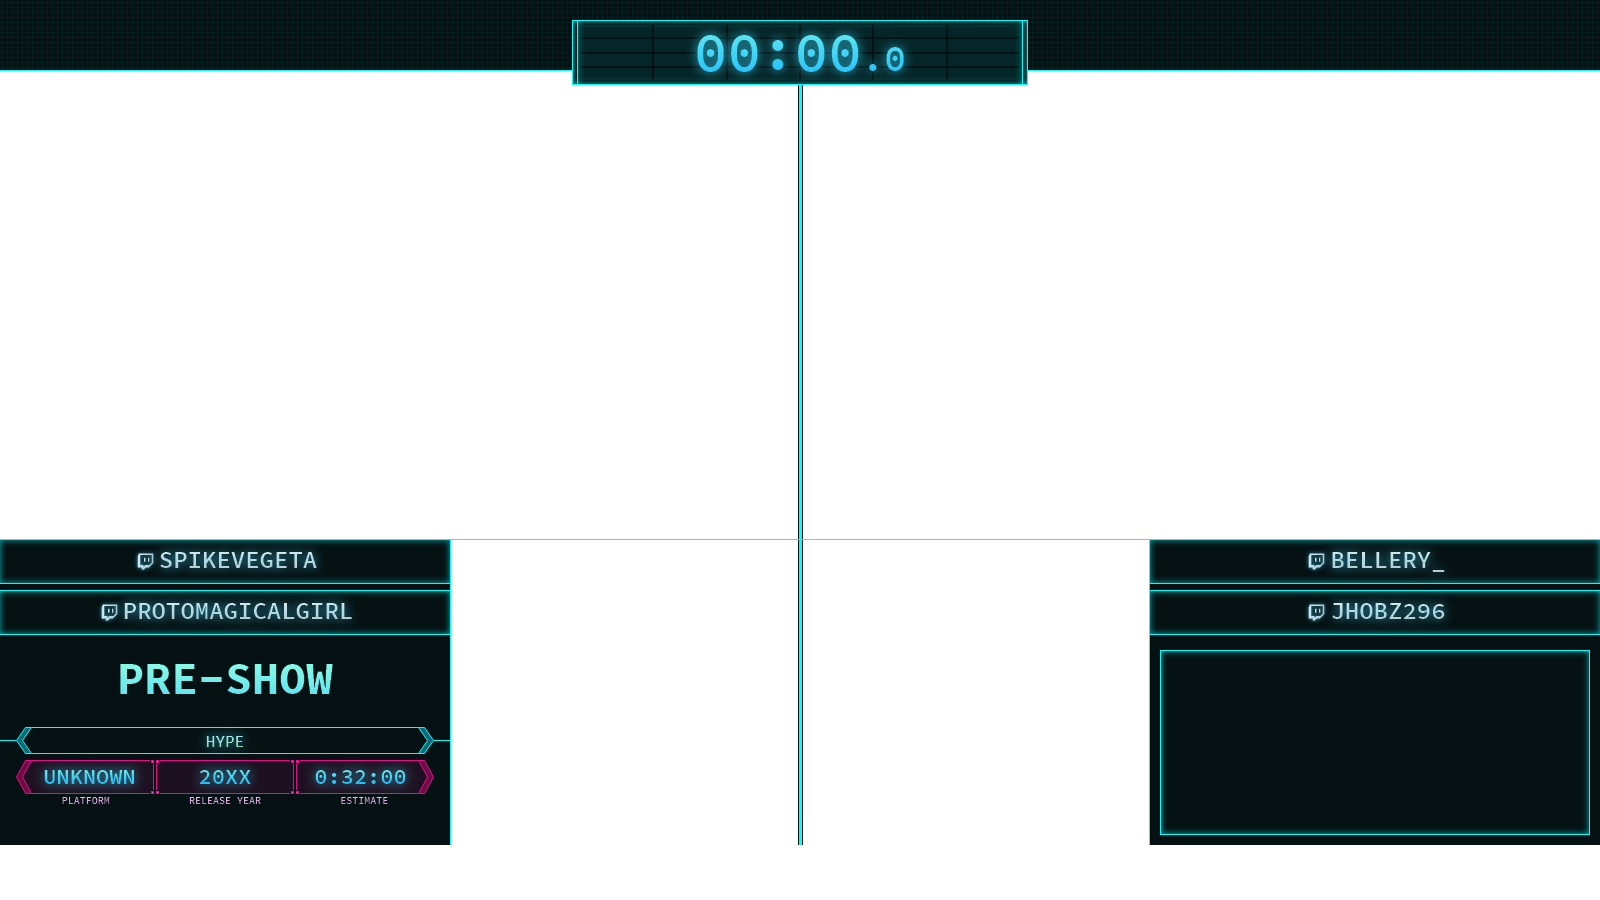 00:00.0
SPIKEVEGETA
PROTOMAGICALGIRL
PRE-SHOW
HYPE
UNKNOWN 20XX 0:32:00
PLATFORM RELEASE YEAR ESTIMATE
BELLERY_
JHOBZ296